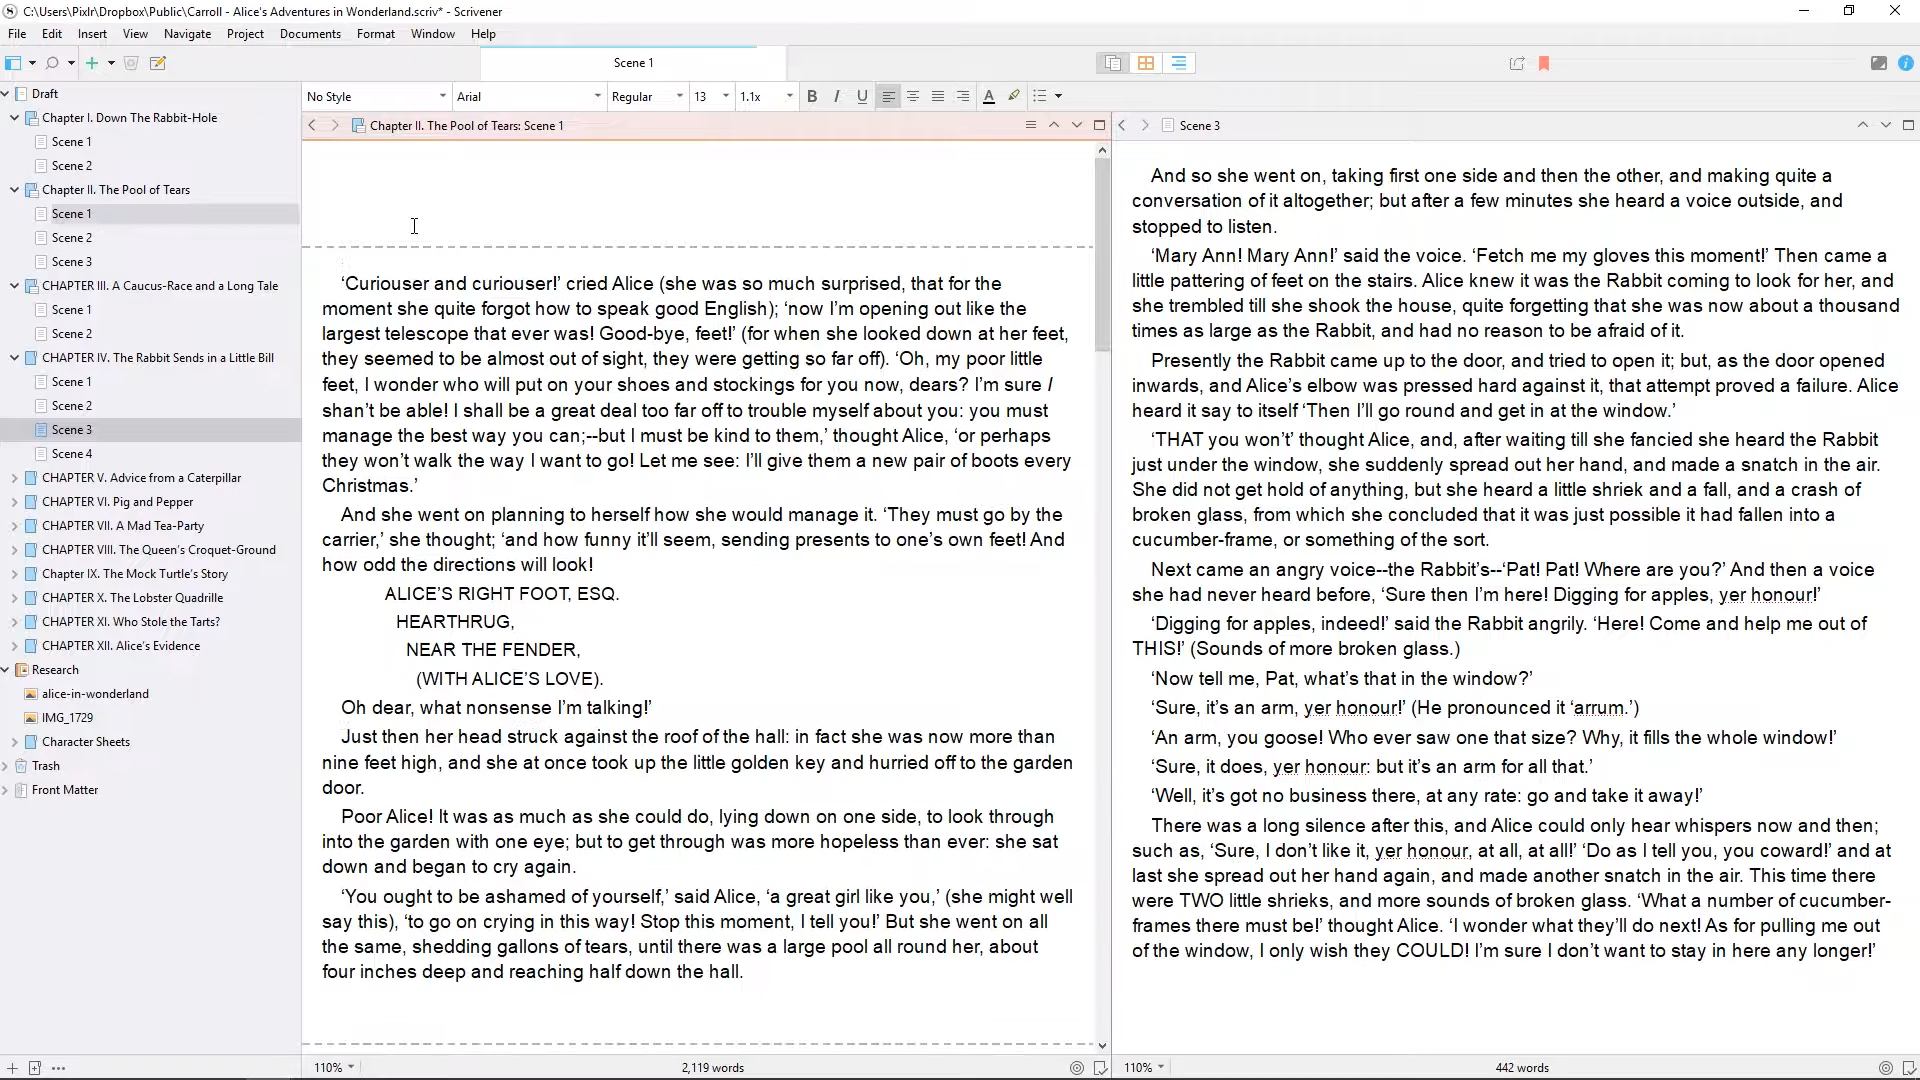 C:\Users\Pixlr\Dropbox\Public\Carroll - Alice's Adventures in Wonderland.scriv* - Scrivener
File Edit Insert View Navigate Project Documents Format Window Help
Scene 1
No Style Arial Regular 13 1.1x B I U A
Draft
Chapter I. Down The Rabbit-Hole
Scene 1
Scene 2
Chapter II. The Pool of Tears
Scene 1
Scene 2
Scene 3
CHAPTER III. A Caucus-Race and a Long Tale
Scene 1
Scene 2
CHAPTER IV. The Rabbit Sends in a Little Bill
Scene 1
Scene 2
Scene 3
Scene 4
CHAPTER V. Advice from a Caterpillar
CHAPTER VI. Pig and Pepper
CHAPTER VII. A Mad Tea-Party
CHAPTER VIII. The Queen's Croquet-Ground
Chapter IX. The Mock Turtle's Story
CHAPTER X. The Lobster Quadrille
CHAPTER XI. Who Stole the Tarts?
CHAPTER XII. Alice's Evidence
Research
alice-in-wonderland
IMG_1729
Character Sheets
Trash
Front Matter
Chapter II. The Pool of Tears: Scene 1
‘Curiouser and curiouser!’ cried Alice (she was so much surprised, that for the
moment she quite forgot how to speak good English); ‘now I’m opening out like the
largest telescope that ever was! Good-bye, feet!’ (for when she looked down at her feet,
they seemed to be almost out of sight, they were getting so far off). ‘Oh, my poor little
feet, I wonder who will put on your shoes and stockings for you now, dears? I’m sure I
shan’t be able! I shall be a great deal too far off to trouble myself about you: you must
manage the best way you can;--but I must be kind to them,’ thought Alice, ‘or perhaps
they won’t walk the way I want to go! Let me see: I’ll give them a new pair of boots every
Christmas.’
And she went on planning to herself how she would manage it. ‘They must go by the
carrier,’ she thought; ‘and how funny it’ll seem, sending presents to one’s own feet! And
how odd the directions will look!
ALICE’S RIGHT FOOT, ESQ.
HEARTHRUG,
NEAR THE FENDER,
(WITH ALICE’S LOVE).
Oh dear, what nonsense I’m talking!’
Just then her head struck against the roof of the hall: in fact she was now more than
nine feet high, and she at once took up the little golden key and hurried off to the garden
door.
Poor Alice! It was as much as she could do, lying down on one side, to look through
into the garden with one eye; but to get through was more hopeless than ever: she sat
down and began to cry again.
‘You ought to be ashamed of yourself,’ said Alice, ‘a great girl like you,’ (she might well
say this), ‘to go on crying in this way! Stop this moment, I tell you!’ But she went on all
the same, shedding gallons of tears, until there was a large pool all round her, about
four inches deep and reaching half down the hall.
110% 2,119 words
Scene 3
And so she went on, taking first one side and then the other, and making quite a
conversation of it altogether; but after a few minutes she heard a voice outside, and
stopped to listen.
‘Mary Ann! Mary Ann!’ said the voice. ‘Fetch me my gloves this moment!’ Then came a
little pattering of feet on the stairs. Alice knew it was the Rabbit coming to look for her, and
she trembled till she shook the house, quite forgetting that she was now about a thousand
times as large as the Rabbit, and had no reason to be afraid of it.
Presently the Rabbit came up to the door, and tried to open it; but, as the door opened
inwards, and Alice’s elbow was pressed hard against it, that attempt proved a failure. Alice
heard it say to itself ‘Then I’ll go round and get in at the window.’
‘THAT you won’t’ thought Alice, and, after waiting till she fancied she heard the Rabbit
just under the window, she suddenly spread out her hand, and made a snatch in the air.
She did not get hold of anything, but she heard a little shriek and a fall, and a crash of
broken glass, from which she concluded that it was just possible it had fallen into a
cucumber-frame, or something of the sort.
Next came an angry voice--the Rabbit’s--‘Pat! Pat! Where are you?’ And then a voice
she had never heard before, ‘Sure then I’m here! Digging for apples, yer honour!’
‘Digging for apples, indeed!’ said the Rabbit angrily. ‘Here! Come and help me out of
THIS!’ (Sounds of more broken glass.)
‘Now tell me, Pat, what’s that in the window?’
‘Sure, it’s an arm, yer honour!’ (He pronounced it ‘arrum.’)
‘An arm, you goose! Who ever saw one that size? Why, it fills the whole window!’
‘Sure, it does, yer honour: but it’s an arm for all that.’
‘Well, it’s got no business there, at any rate: go and take it away!’
There was a long silence after this, and Alice could only hear whispers now and then;
such as, ‘Sure, I don’t like it, yer honour, at all, at all!’ ‘Do as I tell you, you coward!’ and at
last she spread out her hand again, and made another snatch in the air. This time there
were TWO little shrieks, and more sounds of broken glass. ‘What a number of cucumber-
frames there must be!’ thought Alice. ‘I wonder what they’ll do next! As for pulling me out
of the window, I only wish they COULD! I’m sure I don’t want to stay in here any longer!’
110% 442 words